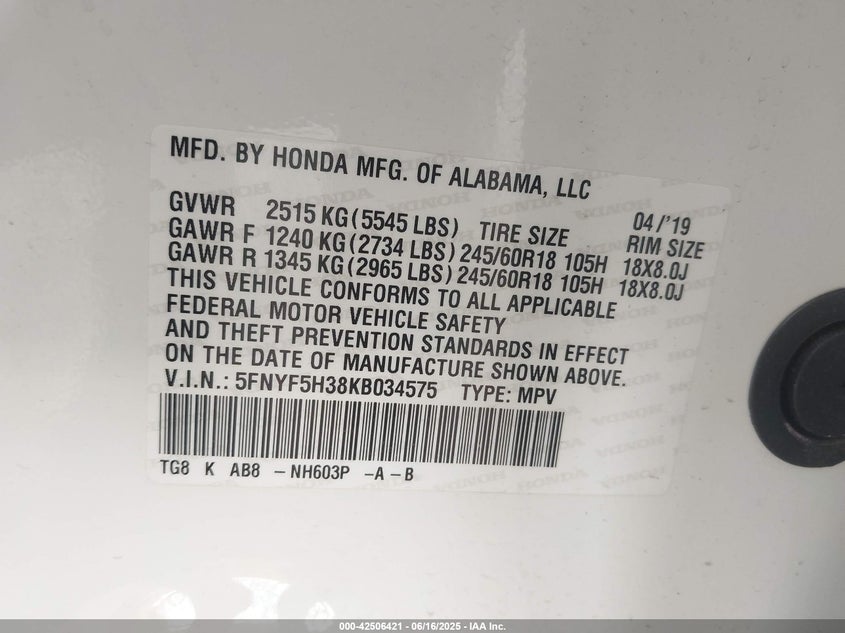 MFD. BY HONDA MFG. OF ALABAMA, LLC
04/'19
GVWR 2515 KG (5545 LBS) TIRE SIZE RIM SIZE
GAWR F 1240 KG (2734 LBS) 245/60R18 105H 18X8.0J
GAWR R 1345 KG (2965 LBS) 245/60R18 105H 18X8.0J
THIS VEHICLE CONFORMS TO ALL APPLICABLE
FEDERAL MOTOR VEHICLE SAFETY
AND THEFT PREVENTION STANDARDS IN EFFECT
ON THE DATE OF MANUFACTURE SHOWN ABOVE.
V.I.N.: 5FNYF5H38KB034575 TYPE: MPV
TG8 K AB8 -NH603P -A-B
000-42506421 - 06/16/2025 - IAA Inc.